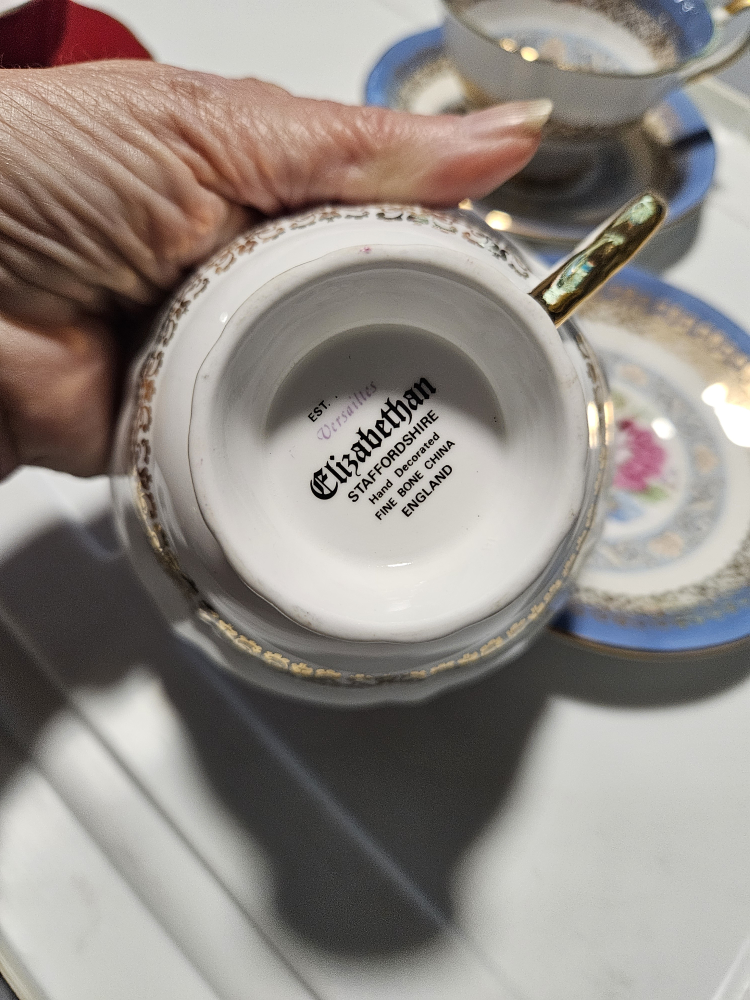 EST.
Versailles
Elizabethan
STAFFORDSHIRE
Hand Decorated
FINE BONE CHINA
ENGLAND